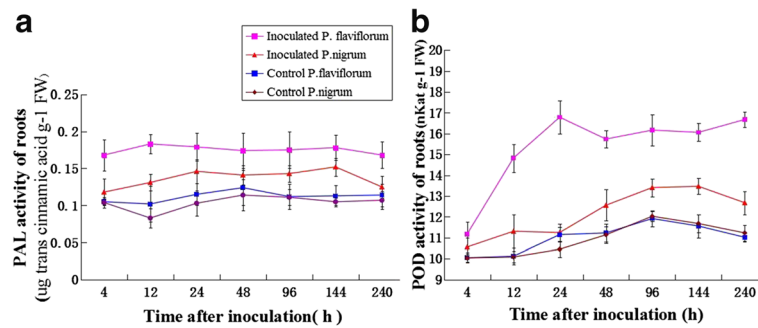 a
Inoculated P. flaviflorum
Inoculated P.nigrum
Control P.flaviflorum
Control P.nigrum
PAL activity of roots
(ug trans cinnamic acid g-1 FW)
0. 25
0. 2
0. 15
0. 1
0. 05
0
4 12 24 48 96 144 240
Time after inoculation( h )
b
POD activity of roots(nKat g-1 FW)
17
16
15
14
13
12
11
10
9
4 12 24 48 96 144 240
Time after inoculation (h)